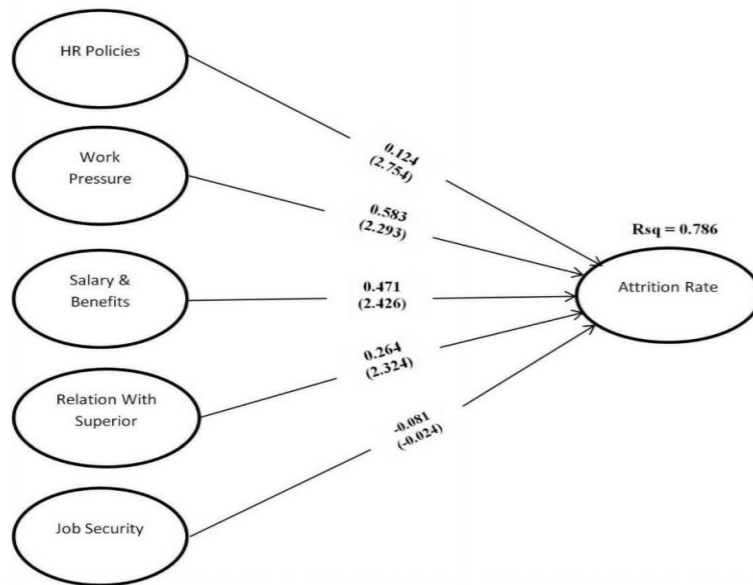 HR Policies
0.124
(2.754)
Work
Pressure
0.583
(2.293)
Rsq = 0.786
Salary &
Benefits
0.471
(2.426)
Attrition Rate
0.264
(2.324)
Relation With
Superior
-0.081
(-0.024)
Job Security